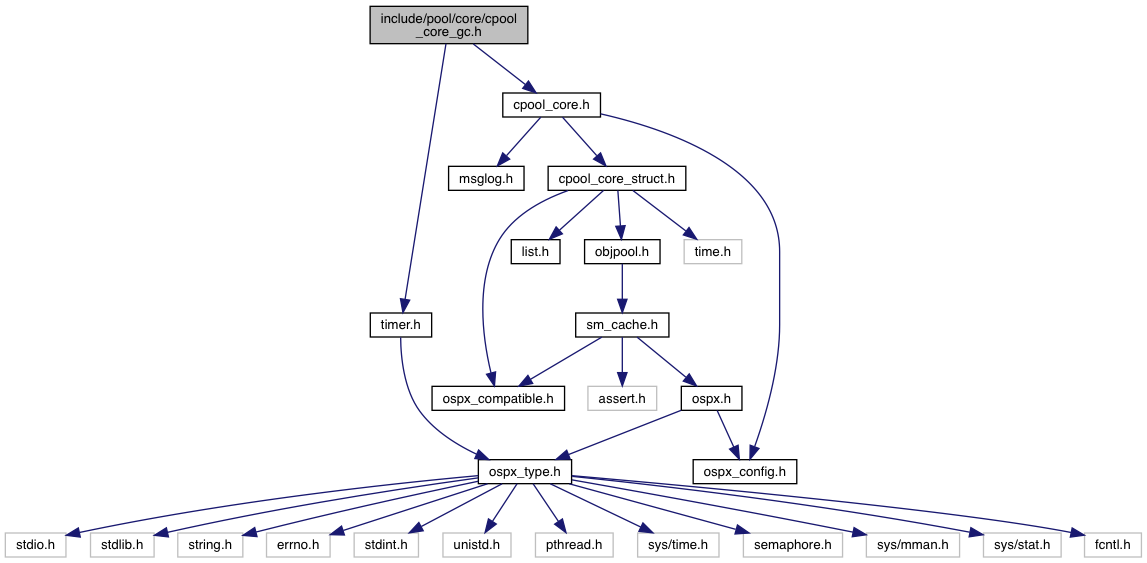 include/pool/core/cpool
_core_gc.h
cpool_core.h
msglog.h
cpool_core_struct.h
list.h
objpool.h
time.h
timer.h
sm_cache.h
ospx_compatible.h
assert.h
ospx.h
ospx_type.h
ospx_config.h
stdio.h
stdlib.h
string.h
errno.h
stdint.h
unistd.h
pthread.h
sys/time.h
semaphore.h
sys/mman.h
sys/stat.h
fcntl.h